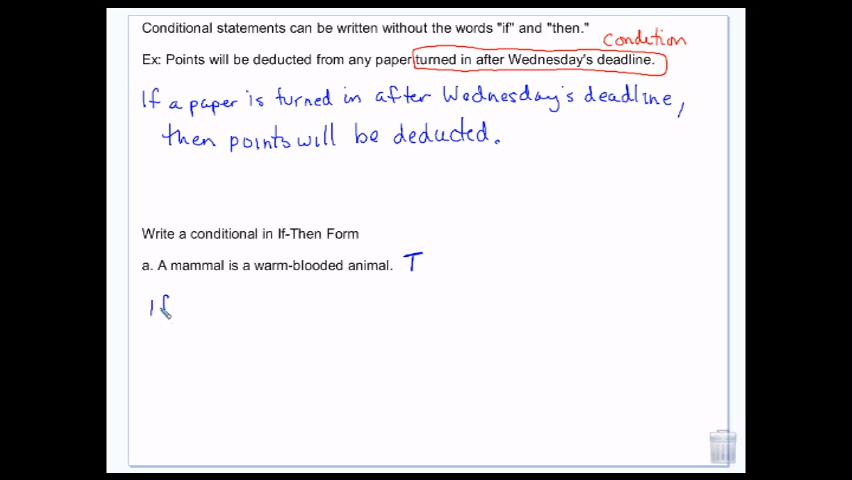 Conditional statements can be written without the words "if" and "then."
Condition
Ex: Points will be deducted from any paper turned in after Wednesday's deadline.
If a paper is turned in after Wednesday's deadline,
then points will be deducted.
Write a conditional in If-Then Form
a. A mammal is a warm-blooded animal. T
If